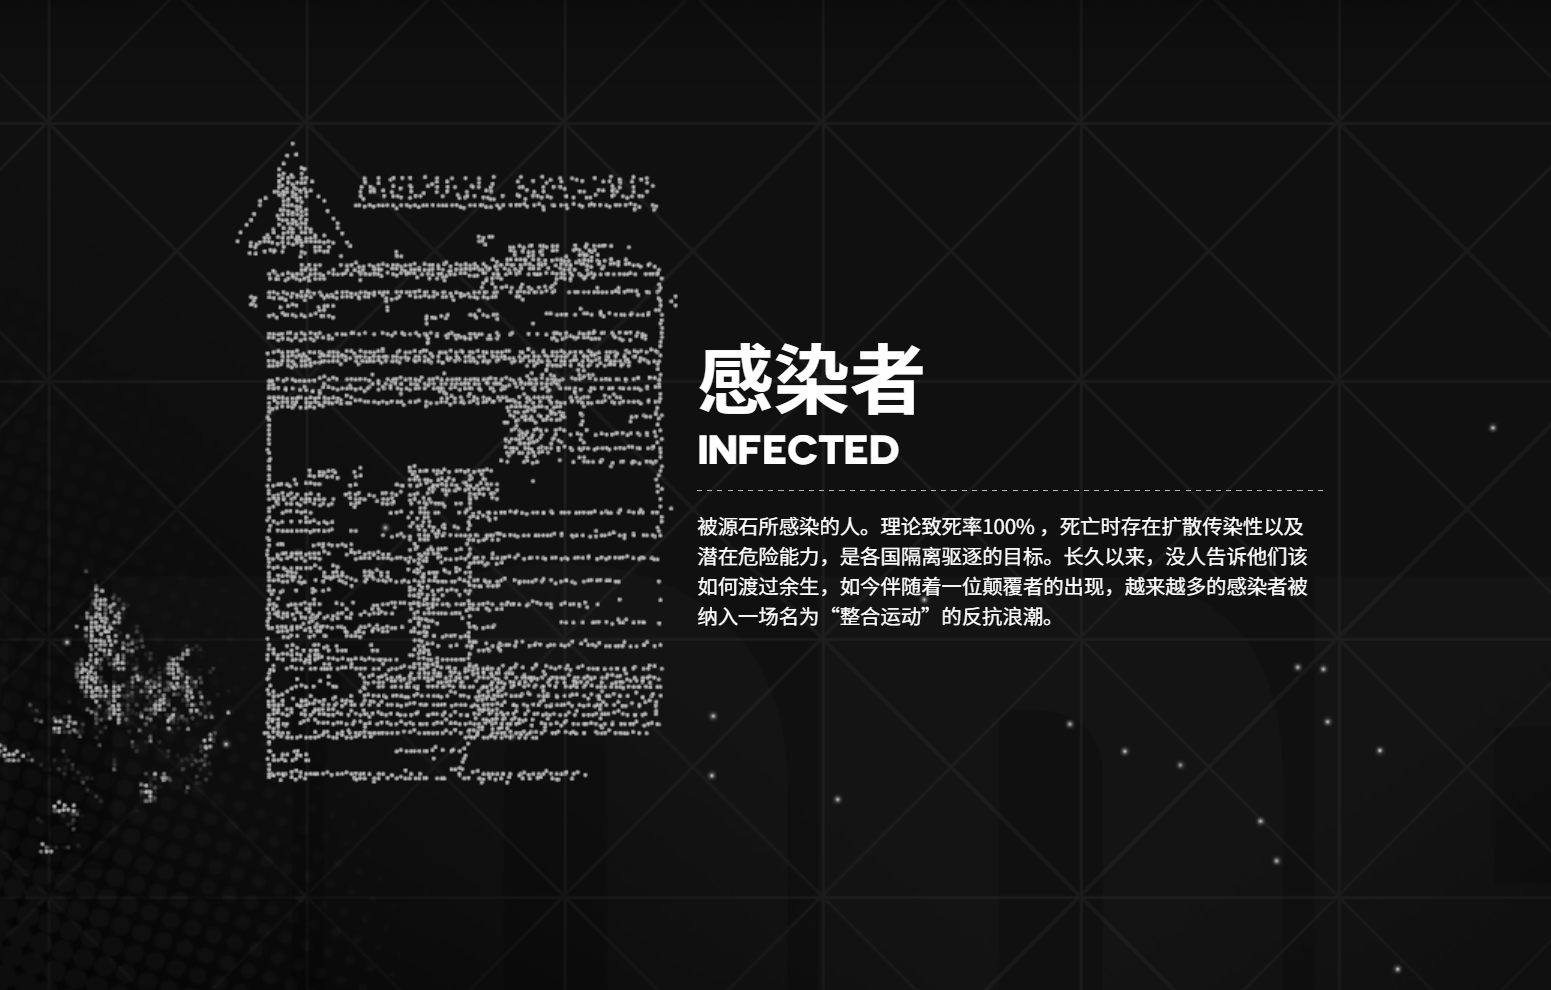 感染者
INFECTED
被源石所感染的人。理论致死率100%，死亡时存在扩散传染性以及
潜在危险能力，是各国隔离驱逐的目标。长久以来，没人告诉他们该
如何渡过余生，如今伴随着一位颠覆者的出现，越来越多的感染者被
纳入一场名为“整合运动”的反抗浪潮。